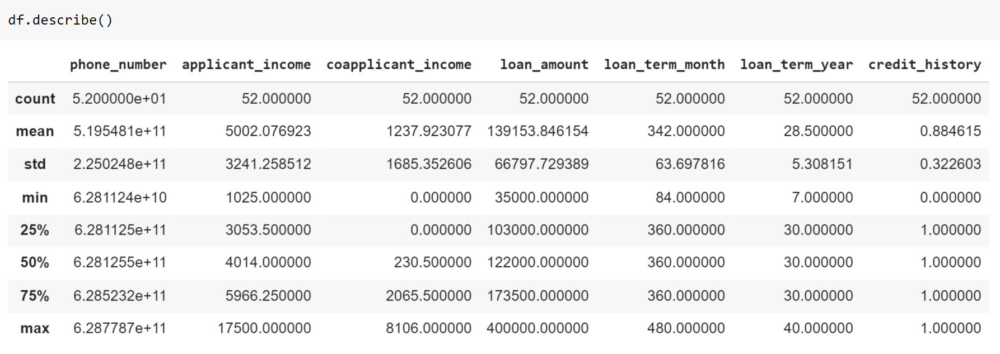 df.describe()
phone_number applicant_income coapplicant_income loan_amount loan_term_month loan_term_year credit_history
count 5.200000e+01 52.000000 52.000000 52.000000 52.000000 52.000000 52.000000
mean 5.195481e+11 5002.076923 1237.923077 139153.846154 342.000000 28.500000 0.884615
std 2.250248e+11 3241.258512 1685.352606 66797.729389 63.697816 5.308151 0.322603
min 6.281124e+10 1025.000000 0.000000 35000.000000 84.000000 7.000000 0.000000
25% 6.281125e+11 3053.500000 0.000000 103000.000000 360.000000 30.000000 1.000000
50% 6.281255e+11 4014.000000 230.500000 122000.000000 360.000000 30.000000 1.000000
75% 6.285232e+11 5966.250000 2065.500000 173500.000000 360.000000 30.000000 1.000000
max 6.287787e+11 17500.000000 8106.000000 400000.000000 480.000000 40.000000 1.000000